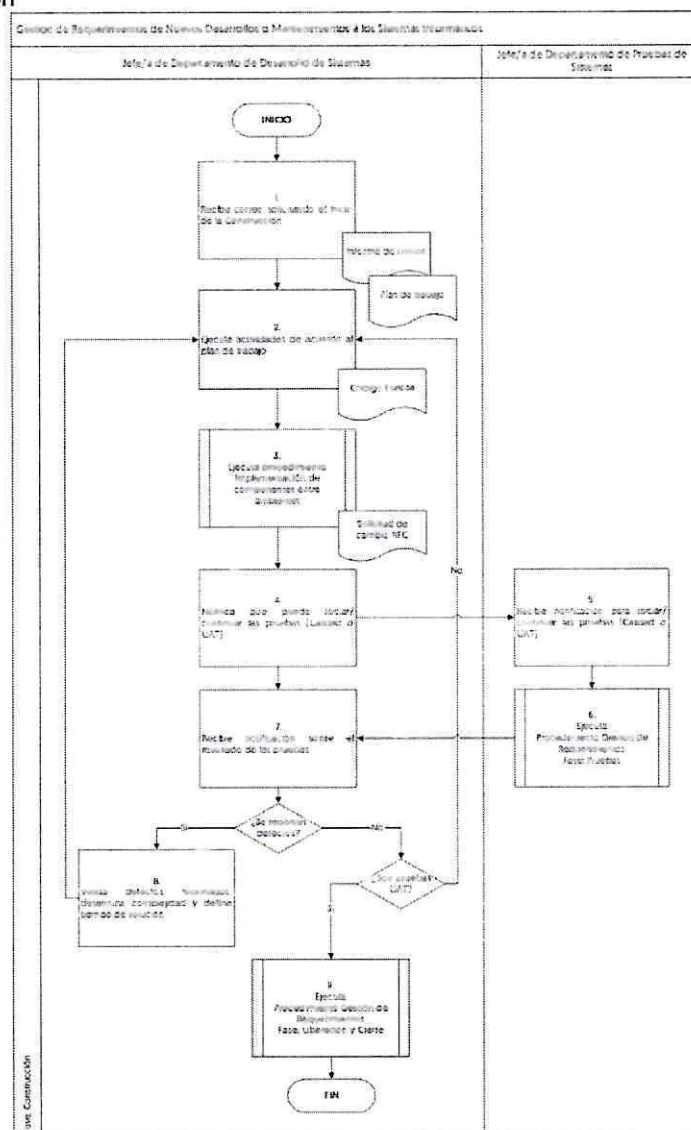 Gestión de Requerimientos de Nuevos Desarrollos o Mantenimientos a los Sistemas Informáticos
Jefe/a de Departamento de Desarrollo de Sistemas
Jefe/a de Departamento de Pruebas de
Sistemas
INICIO
1.
Recibe correo solicitando el inicio
de la Construcción
Informe de
Plan de trabajo
2.
Ejecuta actividades de acuerdo al
plan de trabajo
Código Fuente
3.
Ejecuta procedimiento
Implementación de
componentes entre
ambientes
Solicitud de
cambio RFC
No
4.
Notifica que puede iniciar/
continuar las pruebas (Calidad o
UAT)
5.
Recibe notificación para iniciar/
continuar las pruebas (Calidad o
UAT)
7.
Recibe notificación sobre el
resultado de las pruebas
6.
Ejecuta
Procedimiento Gestión de
Requerimientos
Fase: Pruebas
¿Se reportan
defectos?
Si
No
¿Son pruebas
UAT?
8.
defectos reportados,
determina complejidad y define
tiempo de solución
Si
9.
Ejecuta
Procedimiento Gestión de
Requerimientos
Fase: Liberación y Cierre
FIN
Fase: Construcción